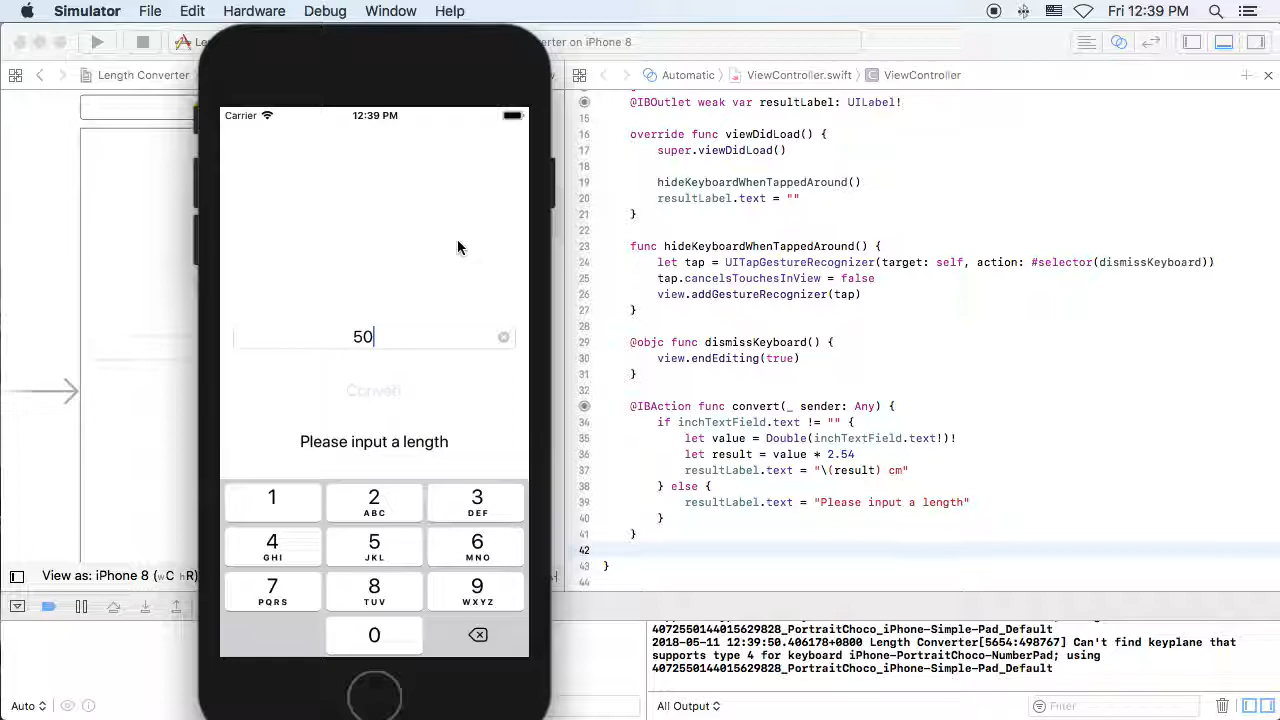 Simulator File Edit Hardware Debug Window Help Fri 12:39 PM
verter on iPhone 8
Length Converter
Automatic ViewController.swift ViewController
Carrier 12:39 PM
50
Convert
Please input a length
1
2 ABC
3 DEF
4 GHI
5 JKL
6 MNO
7 PQRS
8 TUV
9 WXYZ
0
View as: iPhone 8 (wC hR)
@IBOutlet weak var resultLabel: UILabel!
15
16 override func viewDidLoad() {
17 super.viewDidLoad()
18
19 hideKeyboardWhenTappedAround()
20 resultLabel.text = ""
21 }
22
23 func hideKeyboardWhenTappedAround() {
24 let tap = UITapGestureRecognizer(target: self, action: #selector(dismissKeyboard))
25 tap.cancelsTouchesInView = false
26 view.addGestureRecognizer(tap)
27 }
28
29 @objc func dismissKeyboard() {
30 view.endEditing(true)
31 }
32
@IBAction func convert(_ sender: Any) {
34 if inchTextField.text != "" {
35 let value = Double(inchTextField.text!)!
36 let result = value * 2.54
37 resultLabel.text = "\(result) cm"
38 } else {
39 resultLabel.text = "Please input a length"
40 }
41 }
42
43 }
44
4072550144015629828_PortraitChoco_iPhone-Simple-Pad_Default
2018-05-11 12:39:50.406178+0800 Length Converter[5654:498767] Can't find keyplane that
supports type 4 for keyboard iPhone-PortraitChoco-NumberPad; using
4072550144015629828_PortraitChoco_iPhone-Simple-Pad_Default
Auto
All Output
Filter